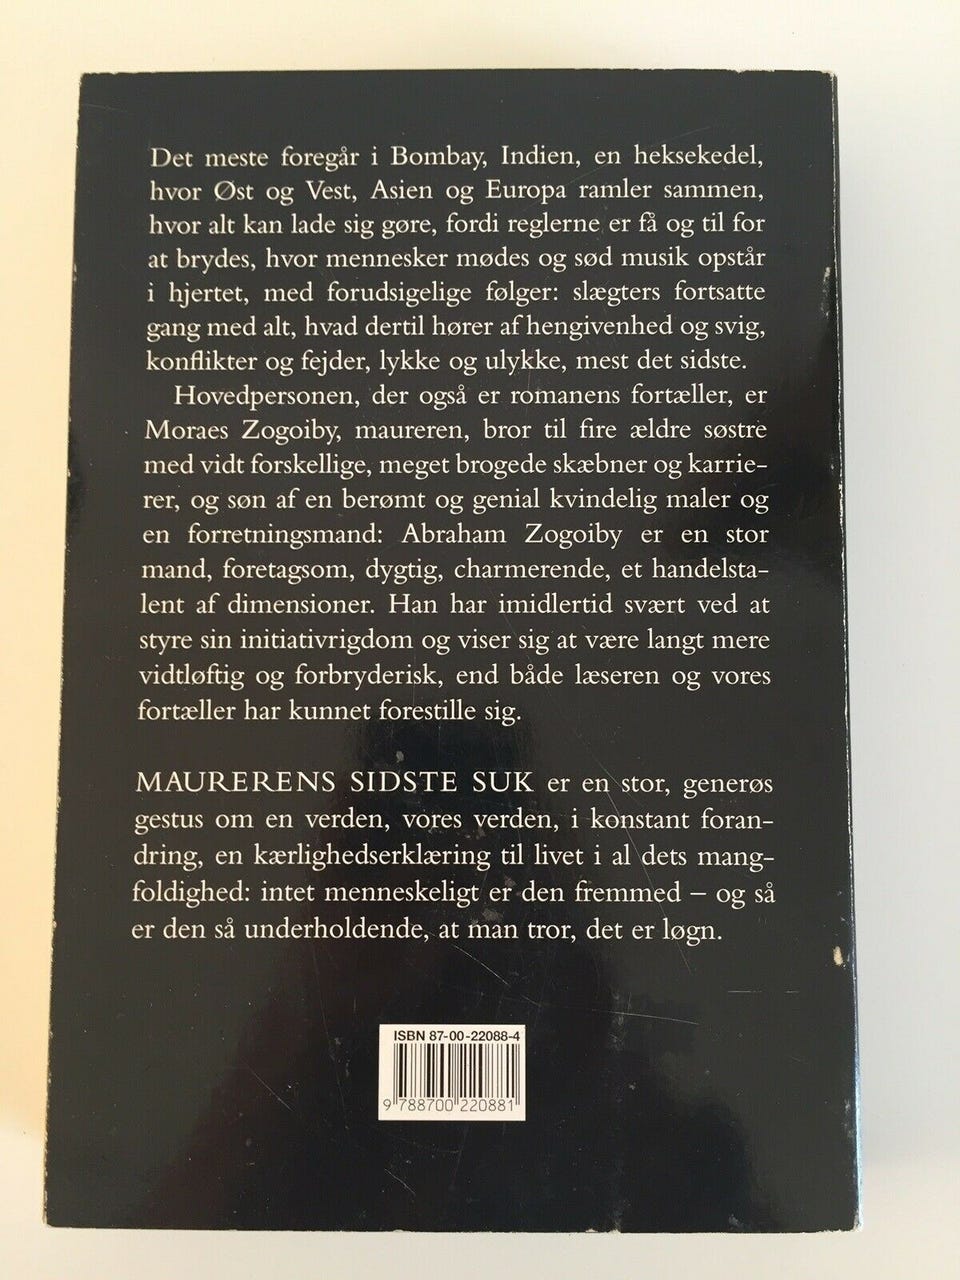 Det meste foregår i Bombay, Indien, en heksekedel,
hvor Øst og Vest, Asien og Europa ramler sammen,
hvor alt kan lade sig gøre, fordi reglerne er få og til for
at brydes, hvor mennesker mødes og sød musik opstår
i hjertet, med forudsigelige følger: slægters fortsatte
gang med alt, hvad dertil hører af hengivenhed og svig,
konflikter og fejder, lykke og ulykke, mest det sidste.
Hovedpersonen, der også er romanens fortæller, er
Moraes Zogoiby, maureren, bror til fire ældre søstre
med vidt forskellige, meget brogede skæbner og karrie-
rer, og søn af en berømt og genial kvindelig maler og
en forretningsmand: Abraham Zogoiby er en stor
mand, foretagsom, dygtig, charmerende, et handelsta-
lent af dimensioner. Han har imidlertid svært ved at
styre sin initiativrigdom og viser sig at være langt mere
vidtløftig og forbryderisk, end både læseren og vores
fortæller har kunnet forestille sig.
MAURERENS SIDSTE SUK er en stor, generøs
gestus om en verden, vores verden, i konstant foran-
dring, en kærlighedserklæring til livet i al dets mang-
foldighed: intet menneskeligt er den fremmed – og så
er den så underholdende, at man tror, det er løgn.
ISBN 87-00-22088-4
9 788700 220881